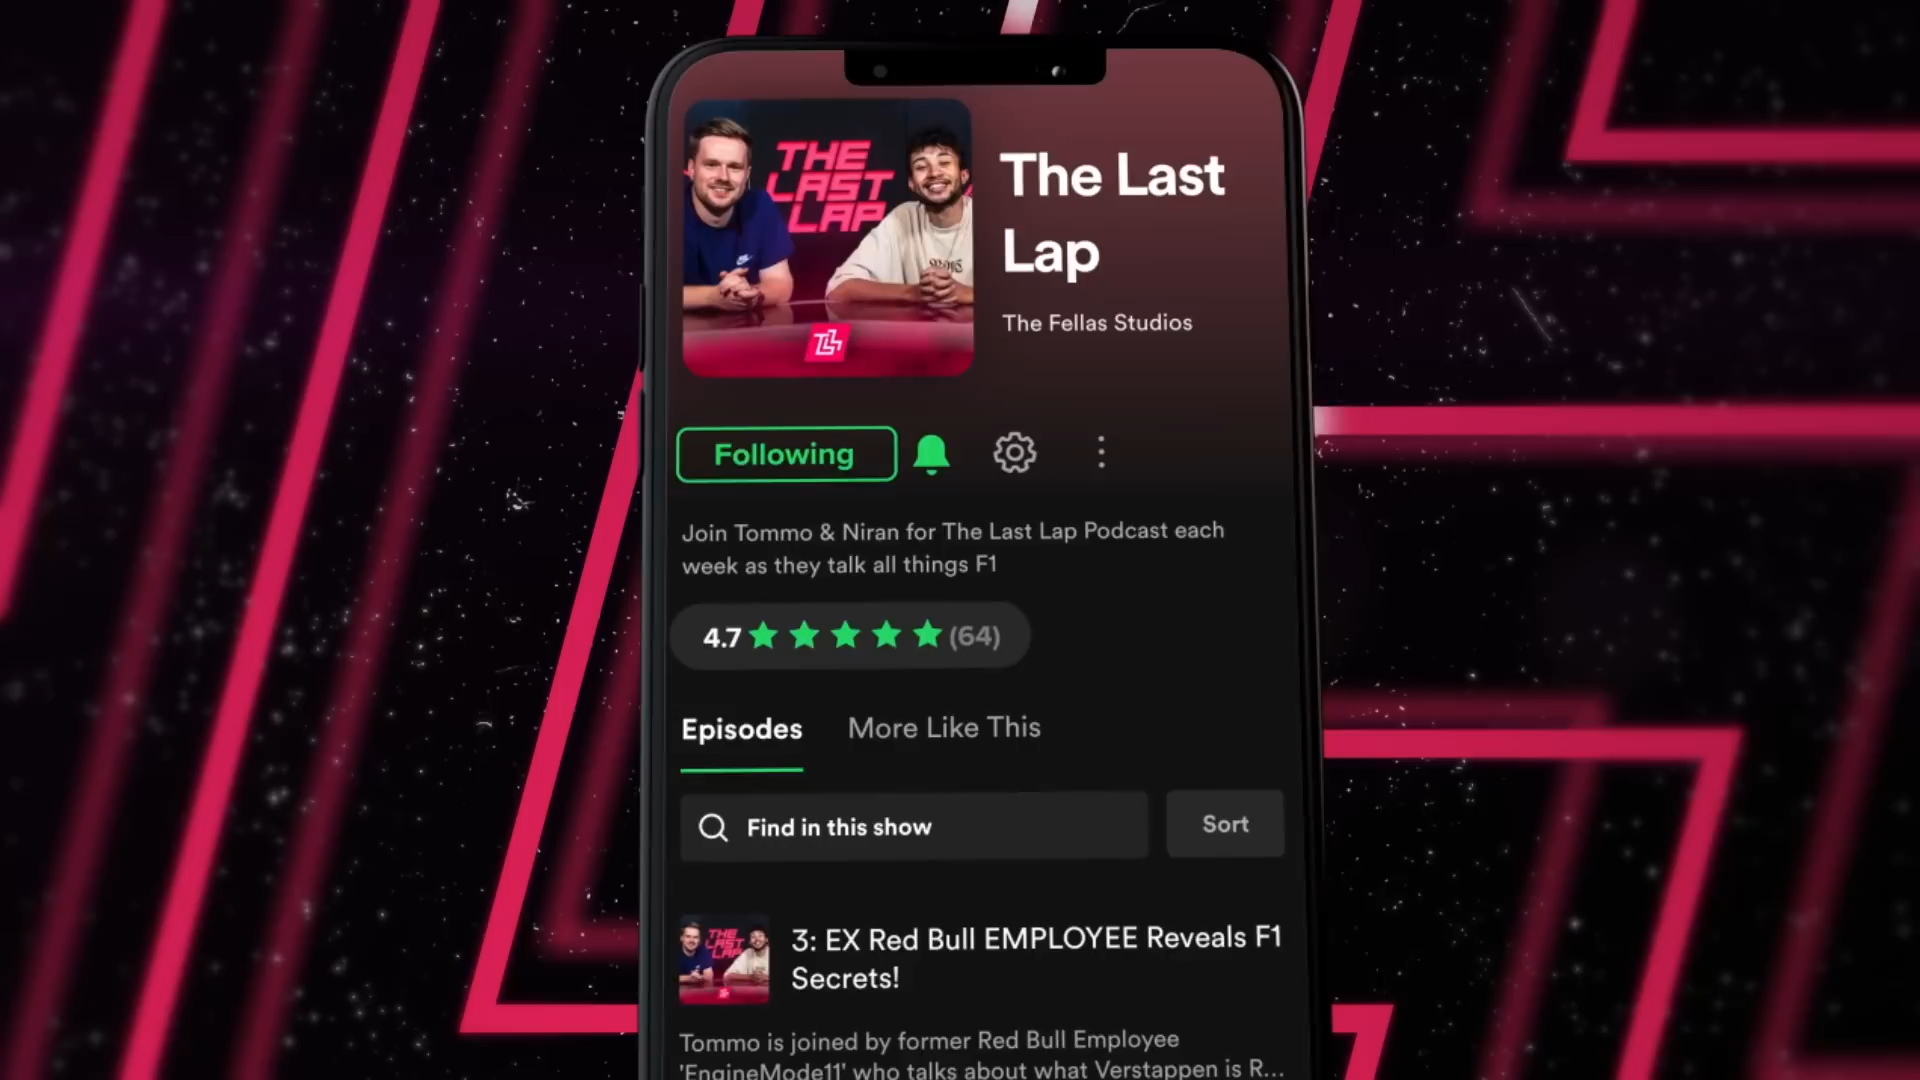 THE
LAST
LAP
The Last
Lap
The Fellas Studios
Following
Join Tommo & Niran for The Last Lap Podcast each
week as they talk all things F1
4.7 (64)
Episodes
More Like This
Find in this show
Sort
THE
LAST
LAP
3: EX Red Bull EMPLOYEE Reveals F1
Secrets!
Tommo is joined by former Red Bull Employee
'EngineMode11' who talks about what Verstappen is R...